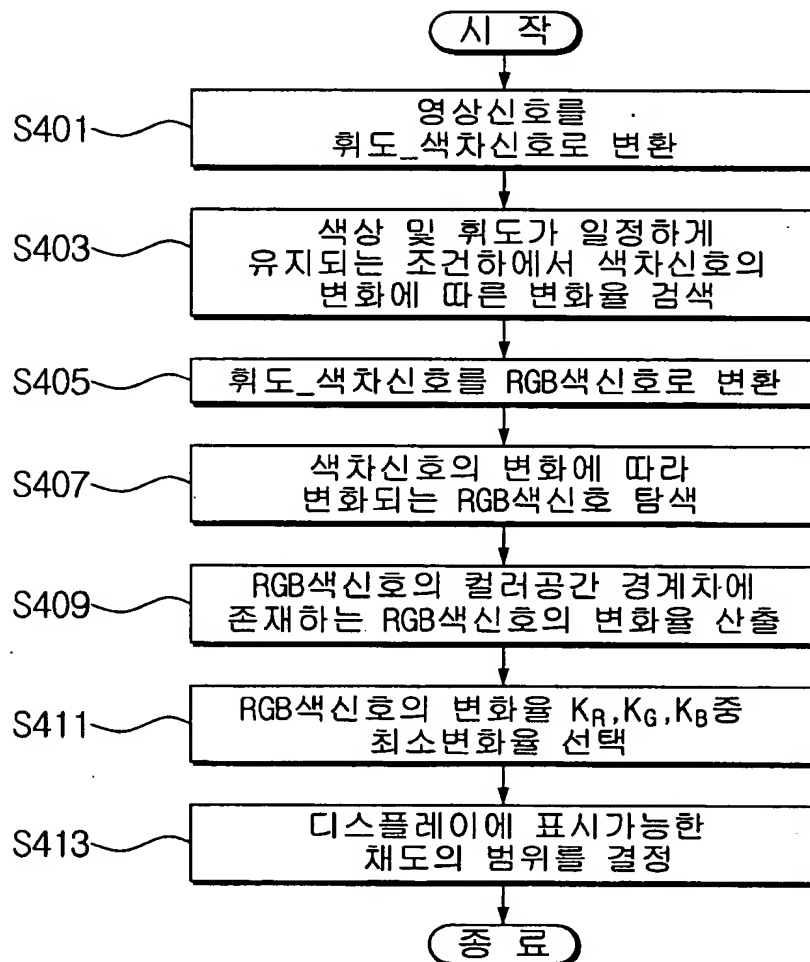 시 작
S401
영상신호를
휘도_색차신호로 변환
S403
색상 및 휘도가 일정하게
유지되는 조건하에서 색차신호의
변화에 따른 변화율 검색
S405
휘도_색차신호를 RGB색신호로 변환
S407
색차신호의 변화에 따라
변화되는 RGB색신호 탐색
S409
RGB색신호의 컬러공간 경계차에
존재하는 RGB색신호의 변화율 산출
S411
RGB색신호의 변화율 KR,KG,KB중
최소변화율 선택
S413
디스플레이에 표시가능한
채도의 범위를 결정
종 료